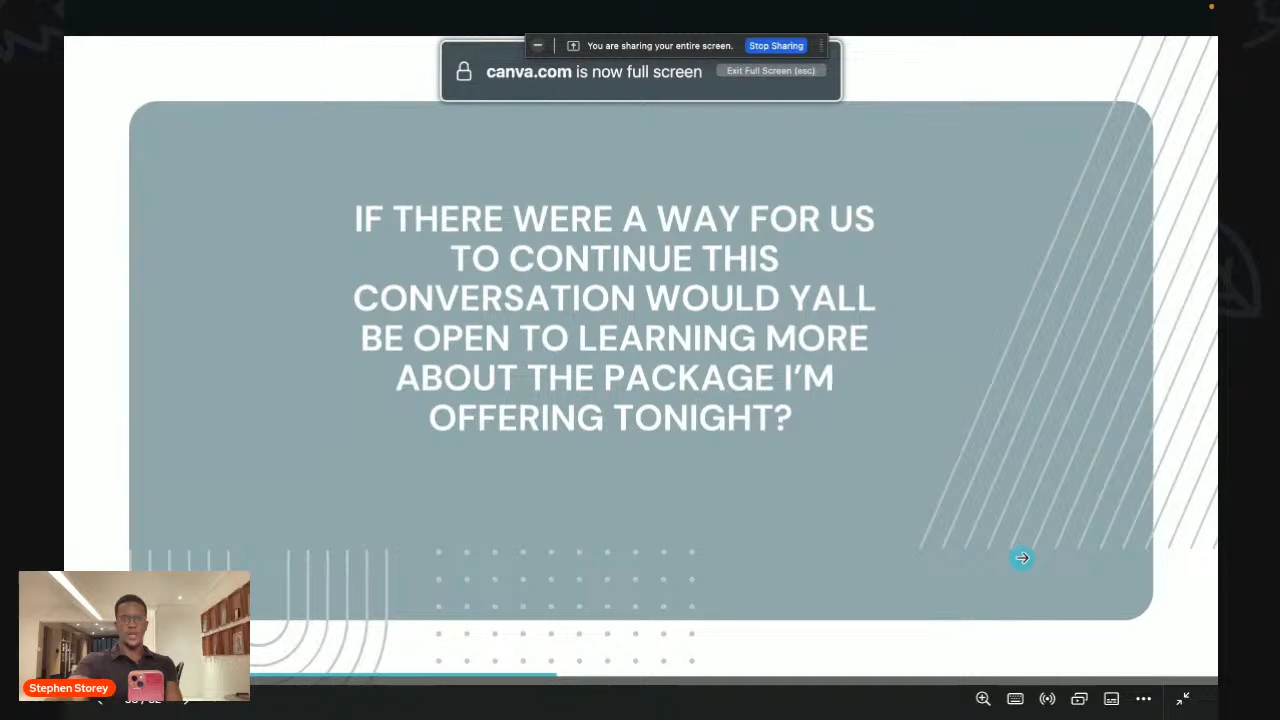 You are sharing your entire screen.
Stop Sharing
canva.com is now full screen
Exit Full Screen (esc)
IF THERE WERE A WAY FOR US
TO CONTINUE THIS
CONVERSATION WOULD YALL
BE OPEN TO LEARNING MORE
ABOUT THE PACKAGE I’M
OFFERING TONIGHT?
Stephen Storey